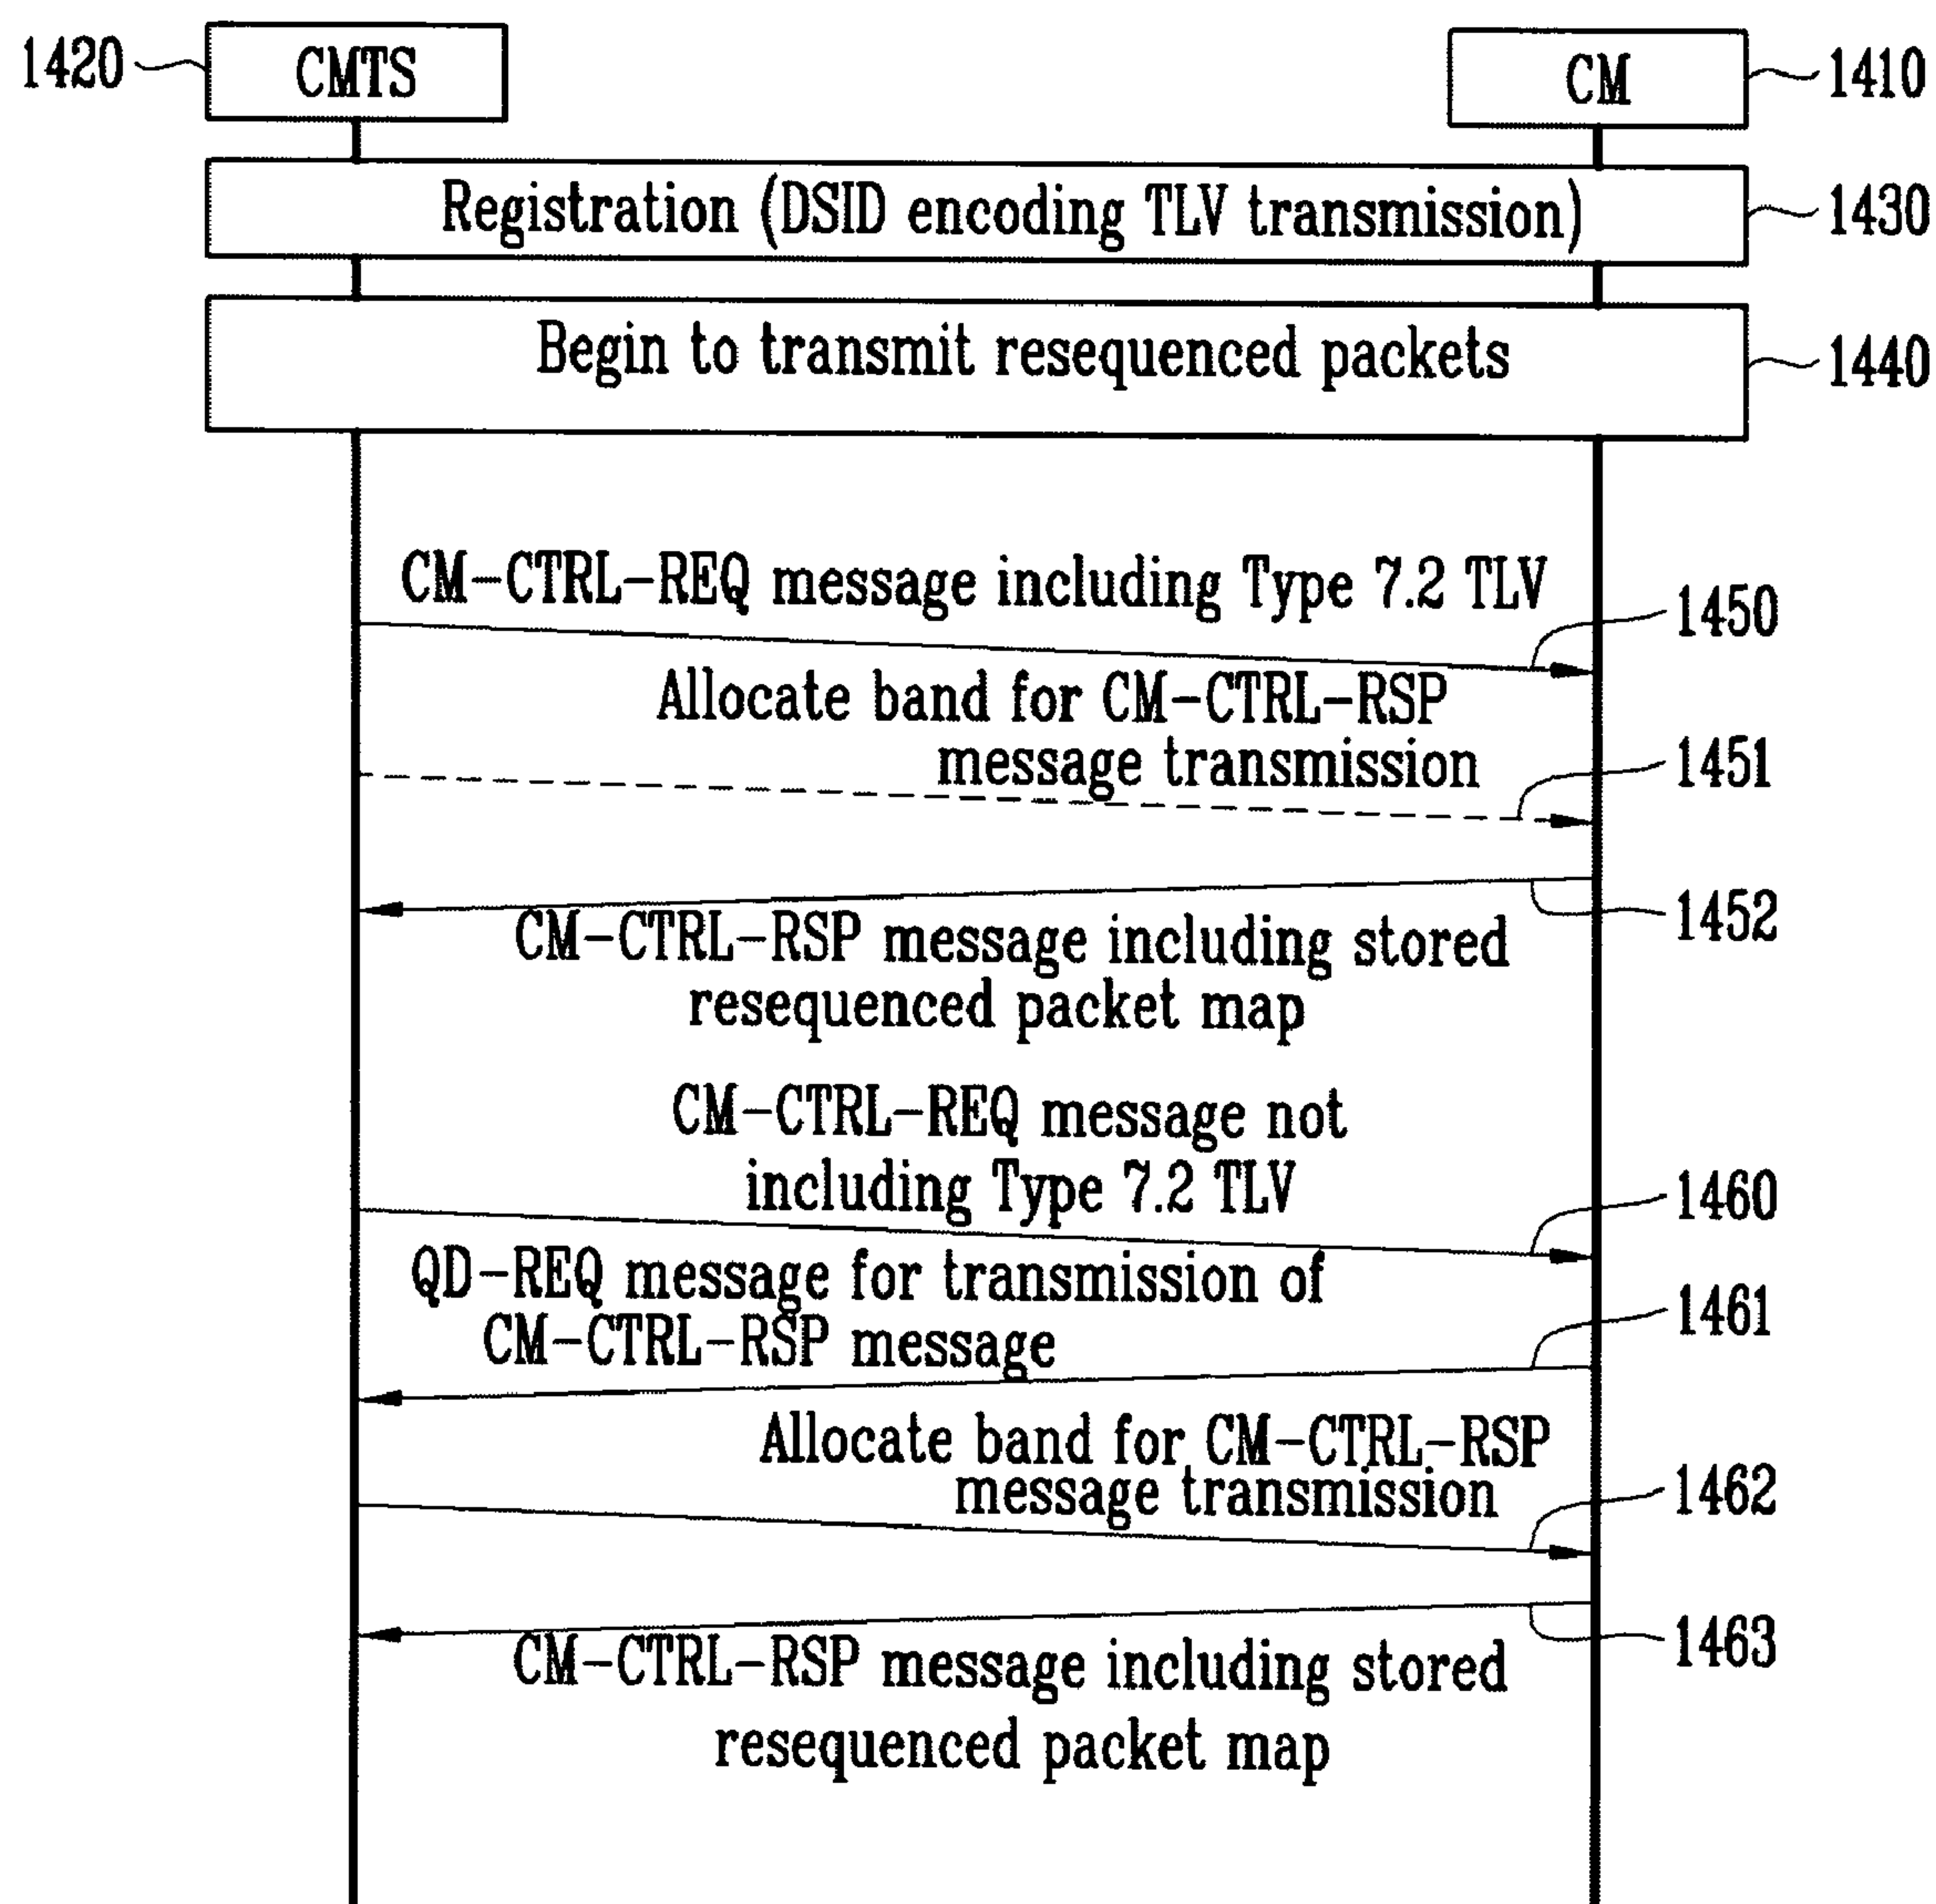 1420
CMTS
CM
1410
Registration (DSID encoding TLV transmission)
1430
Begin to transmit resequenced packets
1440
CM-CTRL-REQ message including Type 7.2 TLV
1450
Allocate band for CM-CTRL-RSP
message transmission
1451
1452
CM-CTRL-RSP message including stored
resequenced packet map
CM-CTRL-REQ message not
including Type 7.2 TLV
1460
QD-REQ message for transmission of
CM-CTRL-RSP message
1461
Allocate band for CM-CTRL-RSP
message transmission
1462
1463
CM-CTRL-RSP message including stored
resequenced packet map